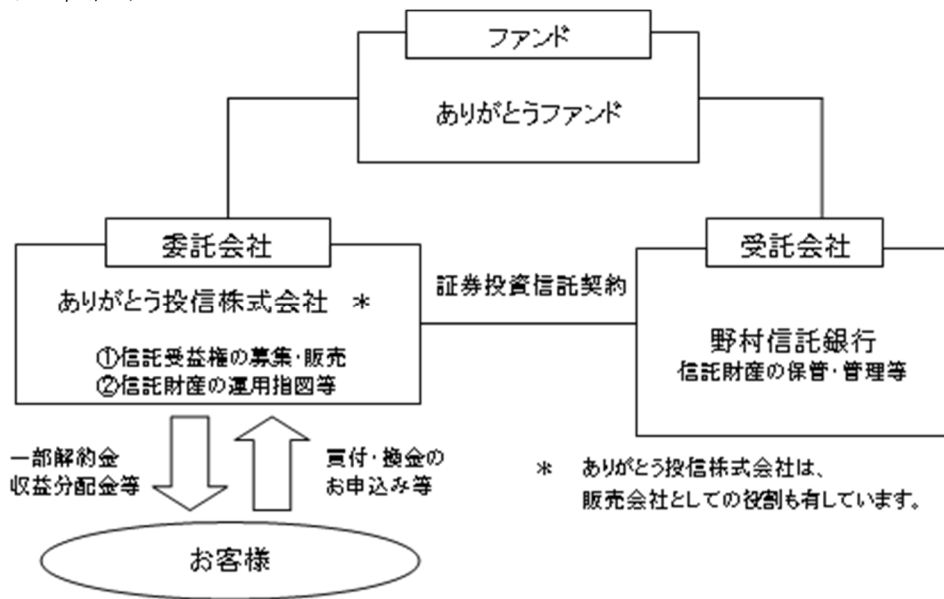 ファンド
ありがとうファンド
委託会社
ありがとう投信株式会社 *
①信託受益権の募集・販売
②信託財産の運用指図等
証券投資信託契約
受託会社
野村信託銀行
信託財産の保管・管理等
一部解約金
収益分配金等
買付・換金の
お申込み等
* ありがとう投信株式会社は、
販売会社としての役割も有しています。
お客様